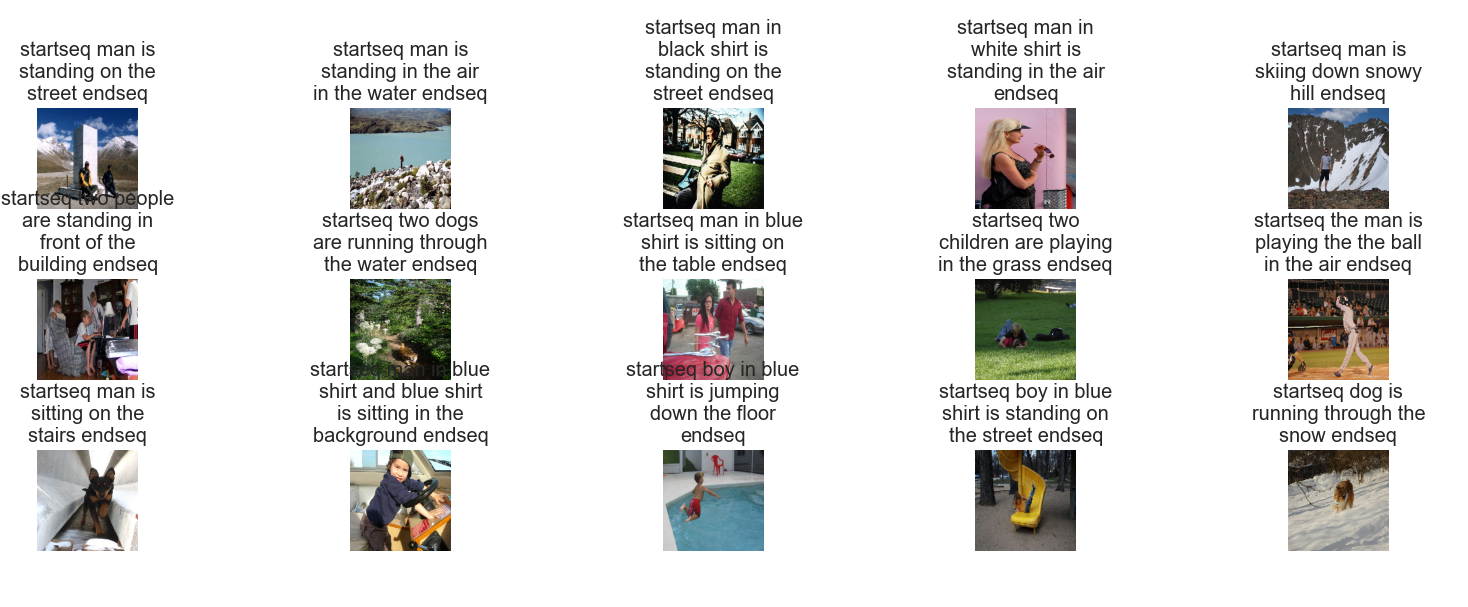 startseq man is
standing on the
street endseq
startseq man is
standing in the air
in the water endseq
startseq man in
black shirt is
standing on the
street endseq
startseq man in
white shirt is
standing in the air
endseq
startseq man is
skiing down snowy
hill endseq
startseq two people
are standing in
front of the
building endseq
startseq two dogs
are running through
the water endseq
startseq man in blue
shirt is sitting on
the table endseq
startseq two
children are playing
in the grass endseq
startseq the man is
playing the the ball
in the air endseq
startseq man is
sitting on the
stairs endseq
startseq man in blue
shirt and blue shirt
is sitting in the
background endseq
startseq boy in blue
shirt is jumping
down the floor
endseq
startseq boy in blue
shirt is standing on
the street endseq
startseq dog is
running through the
snow endseq